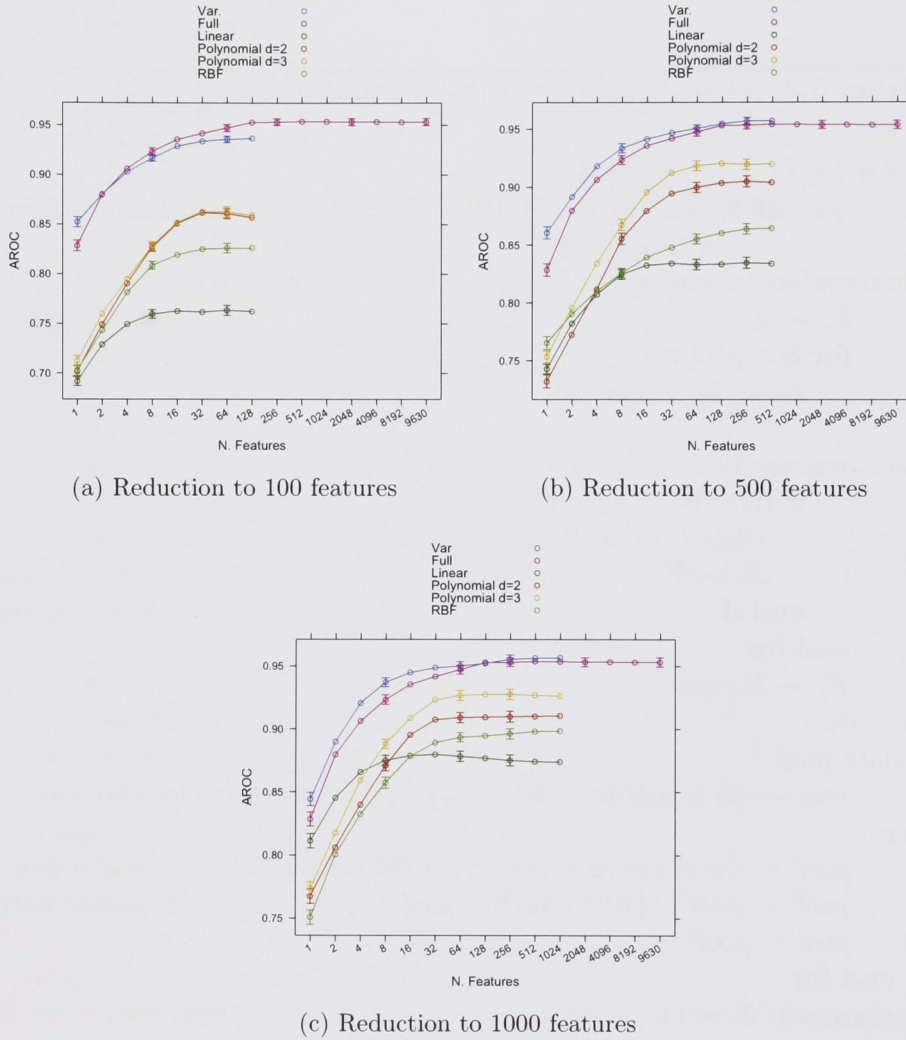 Var.
Full
Linear
Polynomial d=2
Polynomial d=3
RBF
0.95
0.90
0.85
0.80
0.75
0.70
AROC
1 2 4 8 16 32 64 128 256 512 1024 2048 4096 8192 9630
N. Features
(a) Reduction to 100 features
Var.
Full
Linear
Polynomial d=2
Polynomial d=3
RBF
0.95
0.90
0.85
0.80
0.75
AROC
1 2 4 8 16 32 64 128 256 512 1024 2048 4096 8192 9630
N. Features
(b) Reduction to 500 features
Var
Full
Linear
Polynomial d=2
Polynomial d=3
RBF
0.95
0.90
0.85
0.80
0.75
AROC
1 2 4 8 16 32 64 128 256 512 1024 2048 4096 8192 9630
N. Features
(c) Reduction to 1000 features